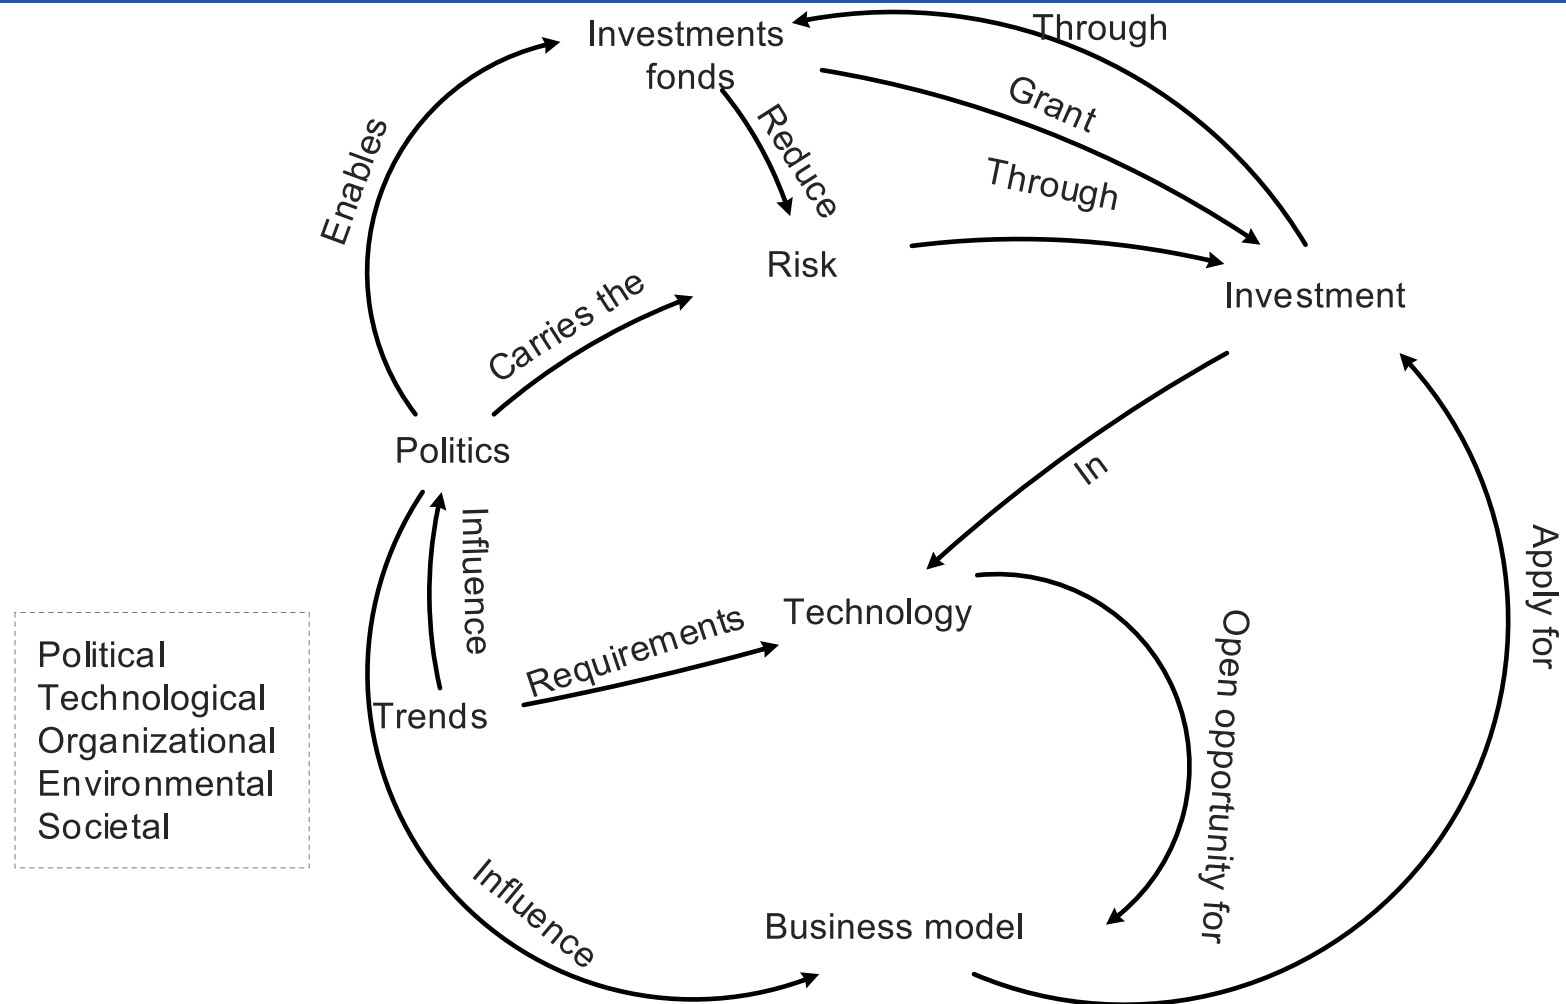 Investments
fonds
Through
Grant
Enables
Reduce
Through
Risk
Carries the
Investment
Politics
In
Influence
Apply for
Technology
Requirements
Open opportunity for
Political
Technological
Organizational
Environmental
Societal
Trends
Influence
Business model